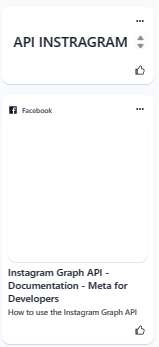 API INSTRAGRAM
Facebook
Instagram Graph API -
Documentation - Meta for
Developers
How to use the Instagram Graph API